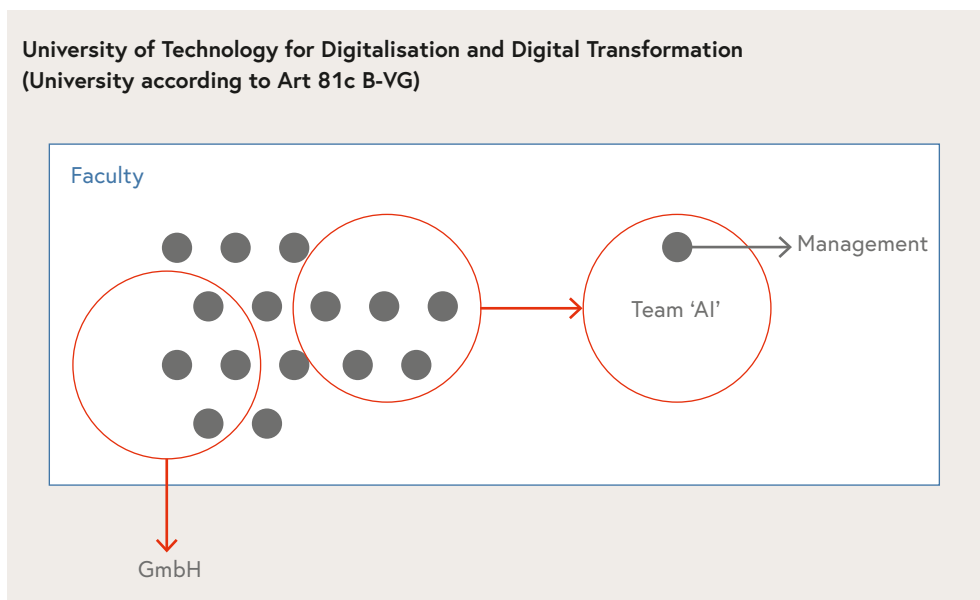 University of Technology for Digitalisation and Digital Transformation
(University according to Art 81c B-VG)
Faculty
Management
Team ‘AI’
GmbH